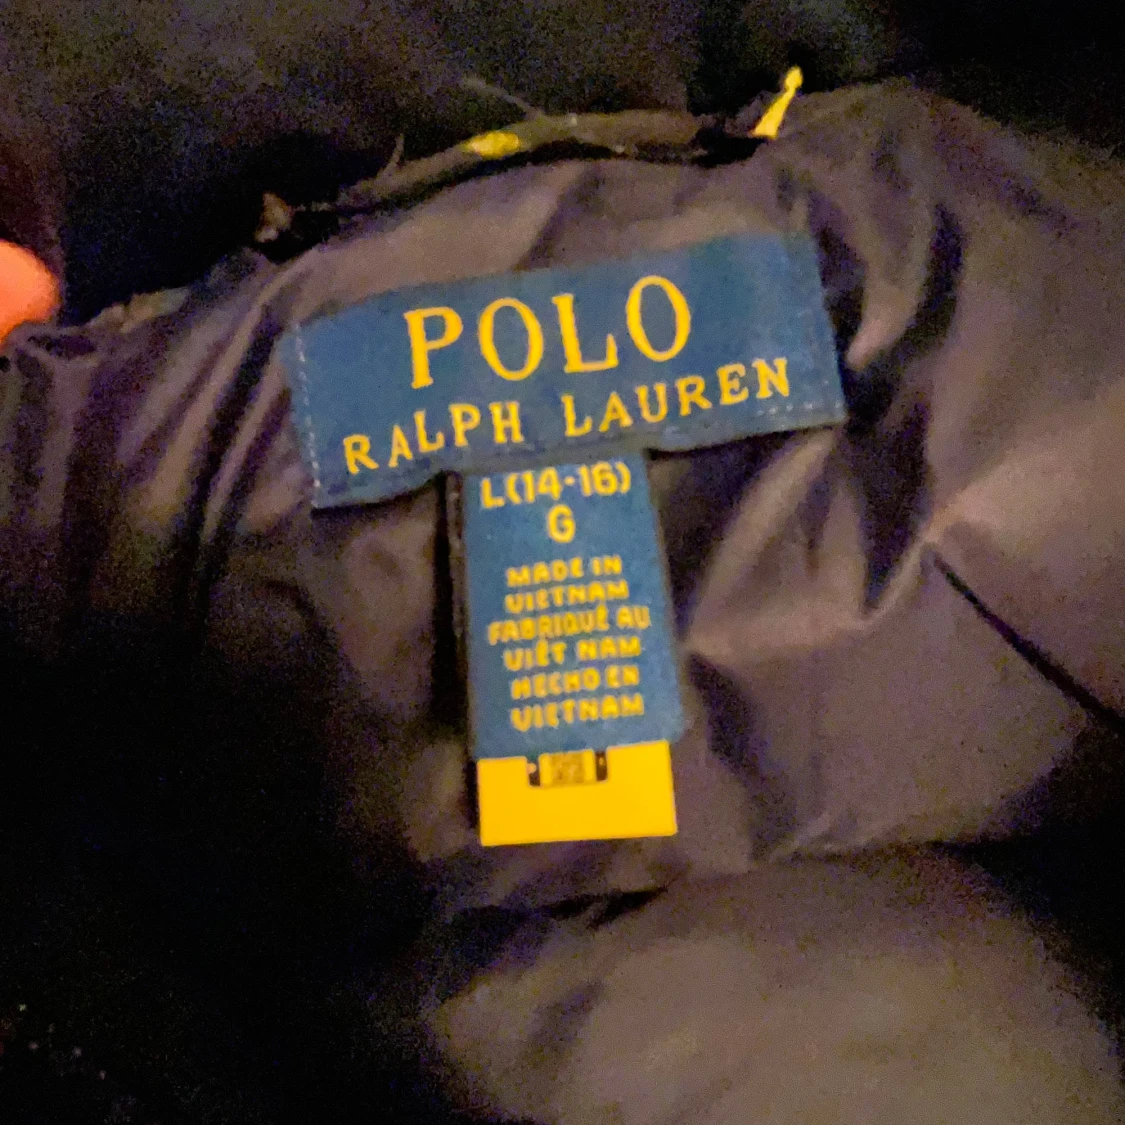 POLO
RALPH LAUREN
L(14-16)
G
MADE IN
VIETNAM
FABRIQUÉ AU
VIÊT NAM
HECHO EN
VIETNAM